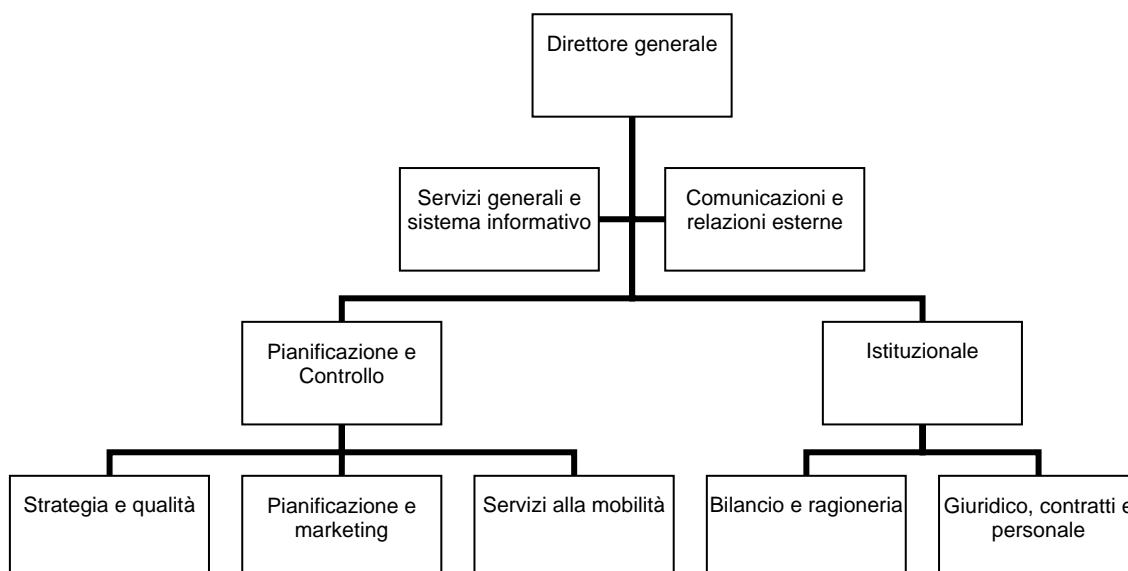 Direttore generale
Servizi generali e
sistema informativo
Comunicazioni e
relazioni esterne
Pianificazione e
Controllo
Istituzionale
Strategia e qualità
Pianificazione e
marketing
Servizi alla mobilità
Bilancio e ragioneria
Giuridico, contratti e
personale